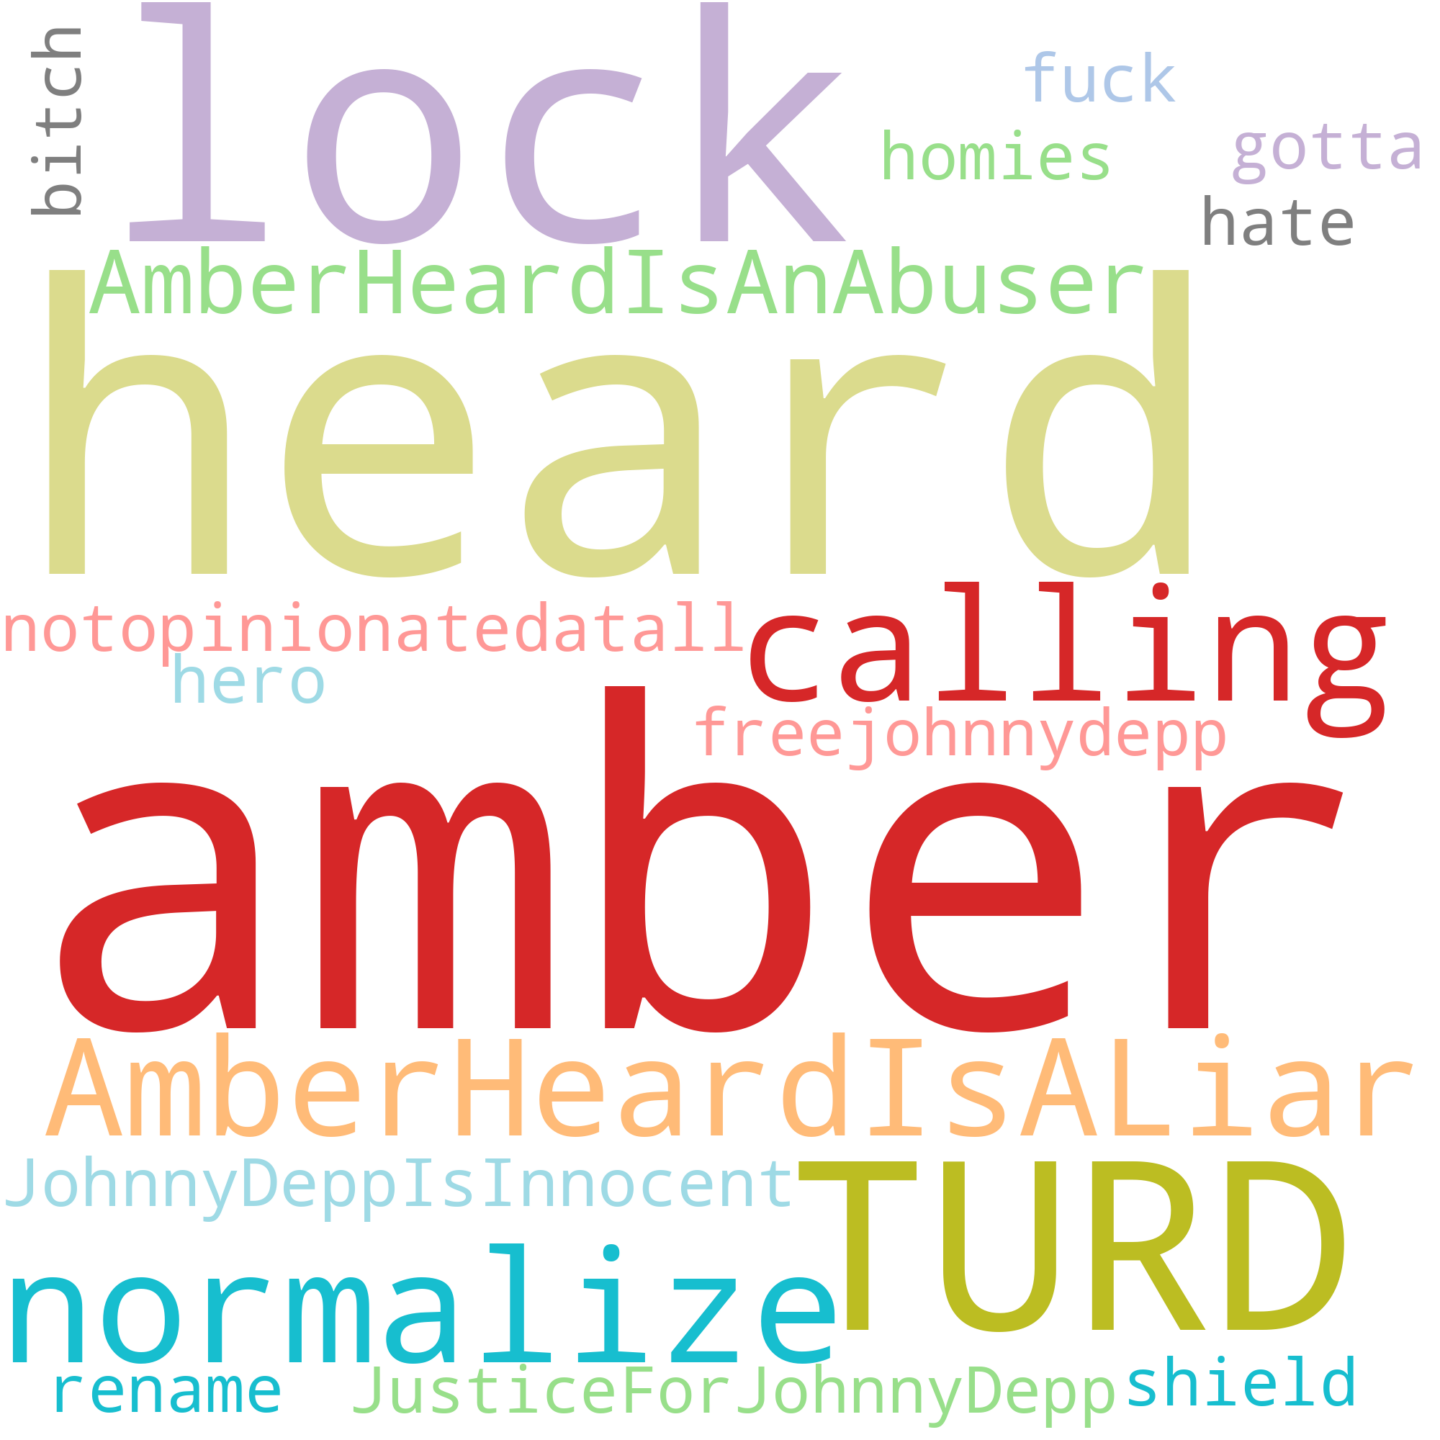 bitch
lock
fuck
homies
gotta
hate
AmberHeardIsAnAbuser
heard
notopinionatedatall
calling
hero
freejohnnydepp
amber
AmberHeardIsALiar
JohnnyDeppIsInnocent
TURD
normalize
rename
JusticeForJohnnyDepp
shield